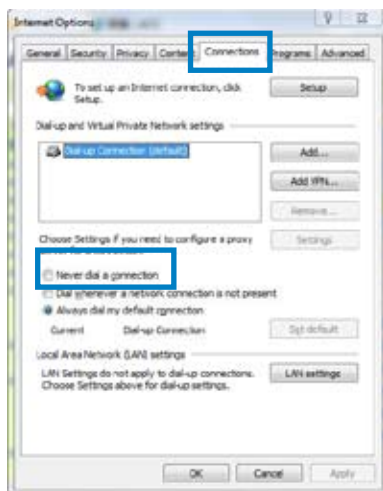 Internet Options
General Security Privacy Content Connections Programs Advanced
To set up an Internet connection, click
Setup.
Setup
Dial-up and Virtual Private Network settings
Dial-up Connection (Default)
Add...
Add VPN...
Remove...
Choose Settings if you need to configure a proxy
Settings
Never dial a connection
Dial whenever a network connection is not present
Always dial my default connection
Current Dial-up Connection Set default
Local Area Network (LAN) settings
LAN Settings do not apply to dial-up connections.
Choose Settings above for dial-up settings.
LAN settings
OK Cancel Apply